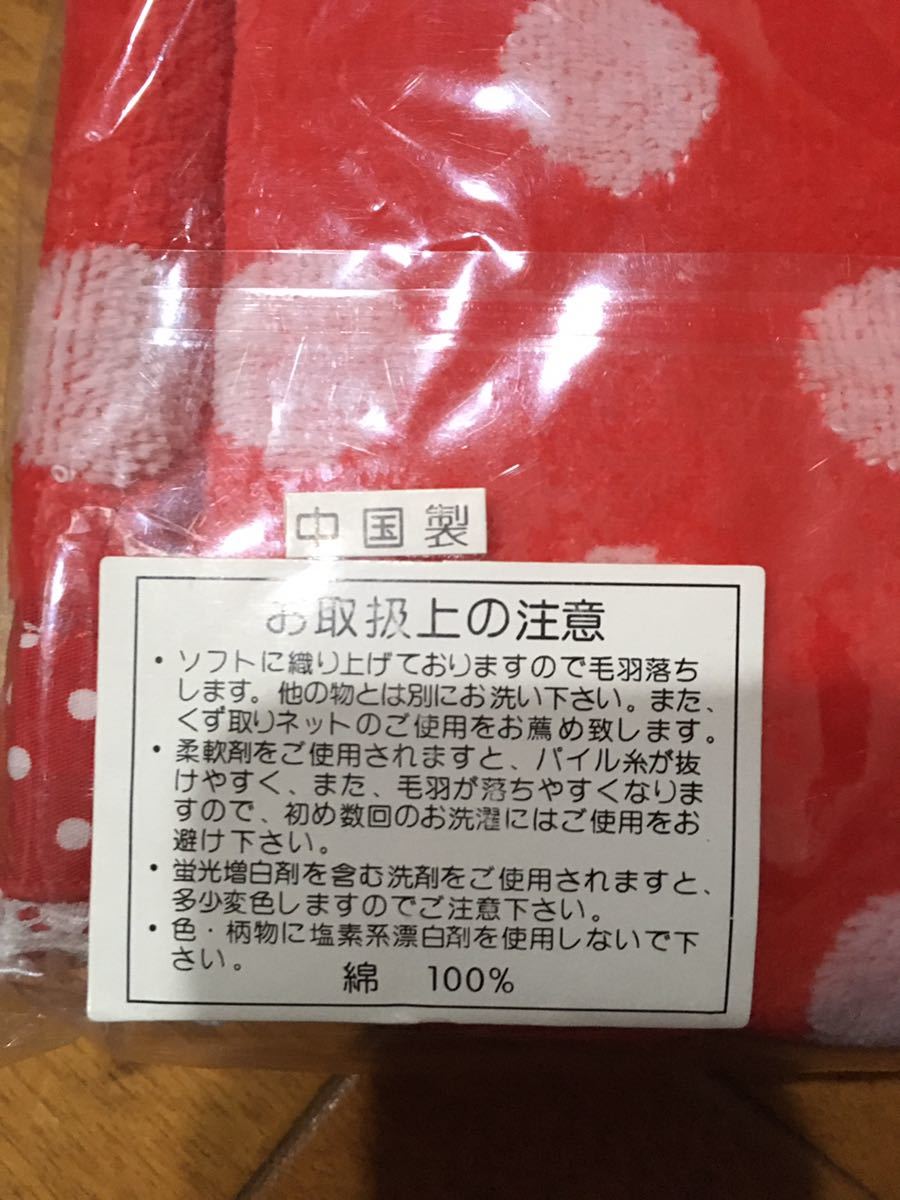 中国製
お取扱上の注意
・ソフトに織り上げておりますので毛羽落ち
します。他の物とは別にお洗い下さい。また、
くず取りネットのご使用をお薦め致します。
・柔軟剤をご使用されますと、パイル糸が抜
けやすく、また、毛羽が落ちやすくなりま
すので、初め数回のお洗濯にはご使用をお
避け下さい。
・蛍光増白剤を含む洗剤をご使用されますと、
多少変色しますのでご注意下さい。
・色・柄物に塩素系漂白剤を使用しないで下
さい。
綿 100%